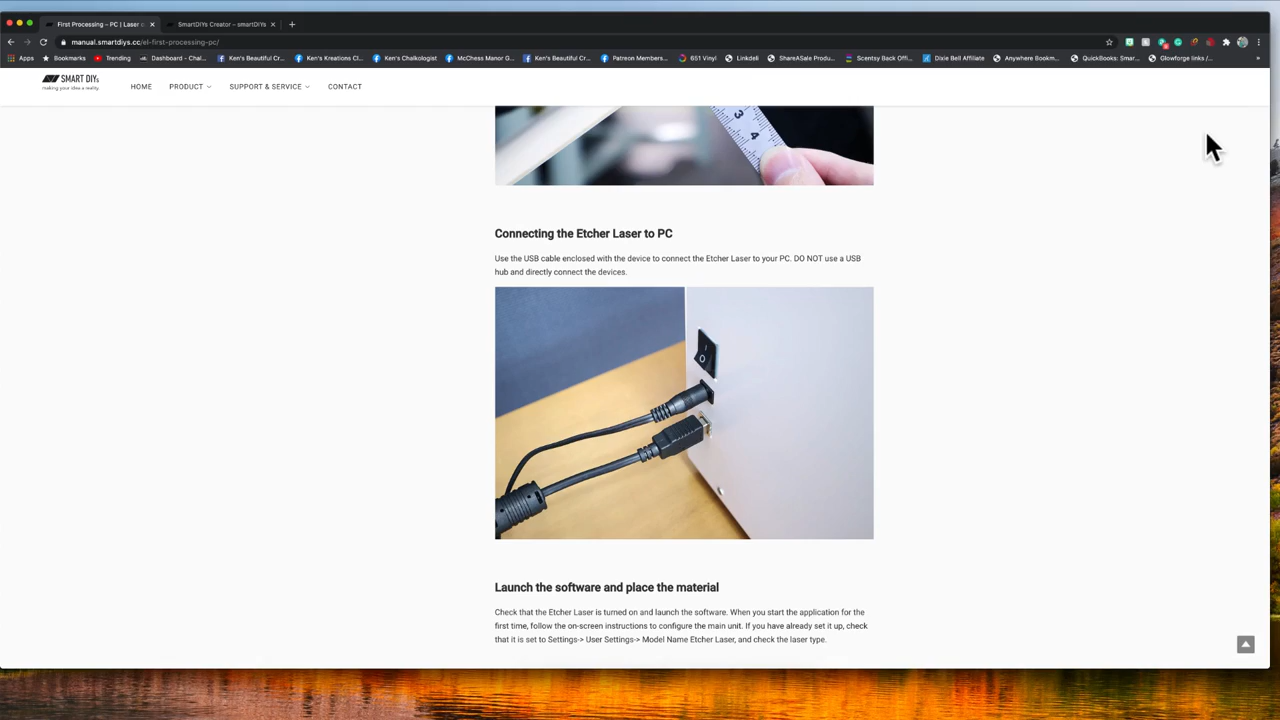 First Processing – PC | Laser c
SmartDIYs Creator – smartDIYs
manual.smartdiys.cc/el-first-processing-pc/
Apps
Bookmarks
Trending
Dashboard - Chal...
Ken's Beautiful Cr...
Ken's Kreations Cl...
Ken's Chalkologist
McChess Manor G...
Ken's Beautiful Cr...
Patreon Members...
651 Vinyl
Linkdeli
ShareASale Produ...
Scentsy Back Offi...
Dixie Bell Affiliate
Anywhere Bookm...
QuickBooks: Smar...
Glowforge links /...
SMART DIYs
making your idea a reality
HOME
PRODUCT
SUPPORT & SERVICE
CONTACT
3
4
Connecting the Etcher Laser to PC
Use the USB cable enclosed with the device to connect the Etcher Laser to your PC. DO NOT use a USB
hub and directly connect the devices.
Launch the software and place the material
Check that the Etcher Laser is turned on and launch the software. When you start the application for the
first time, follow the on-screen instructions to configure the main unit. If you have already set it up, check
that it is set to Settings-> User Settings-> Model Name Etcher Laser, and check the laser type.